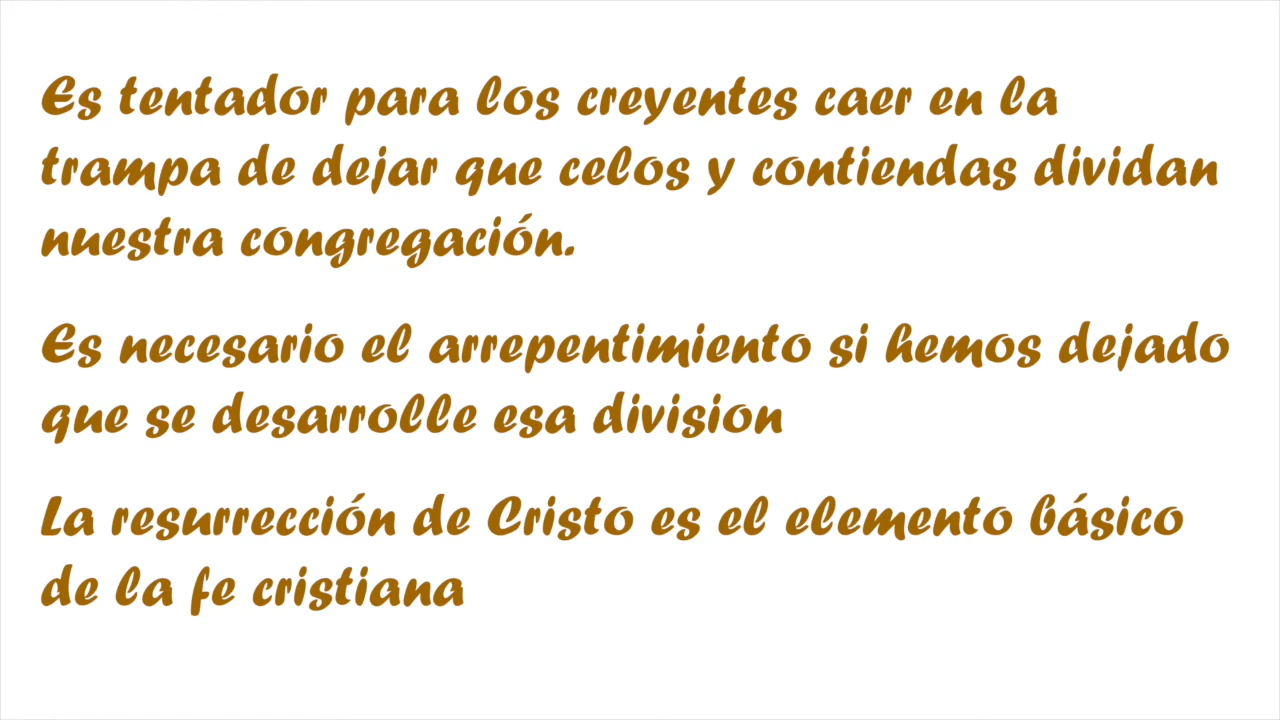 Es tentador para los creyentes caer en la
trampa de dejar que celos y contiendas dividan
nuestra congregación.
Es necesario el arrepentimiento si hemos dejado
que se desarrolle esa division
La resurrección de Cristo es el elemento básico
de la fe cristiana